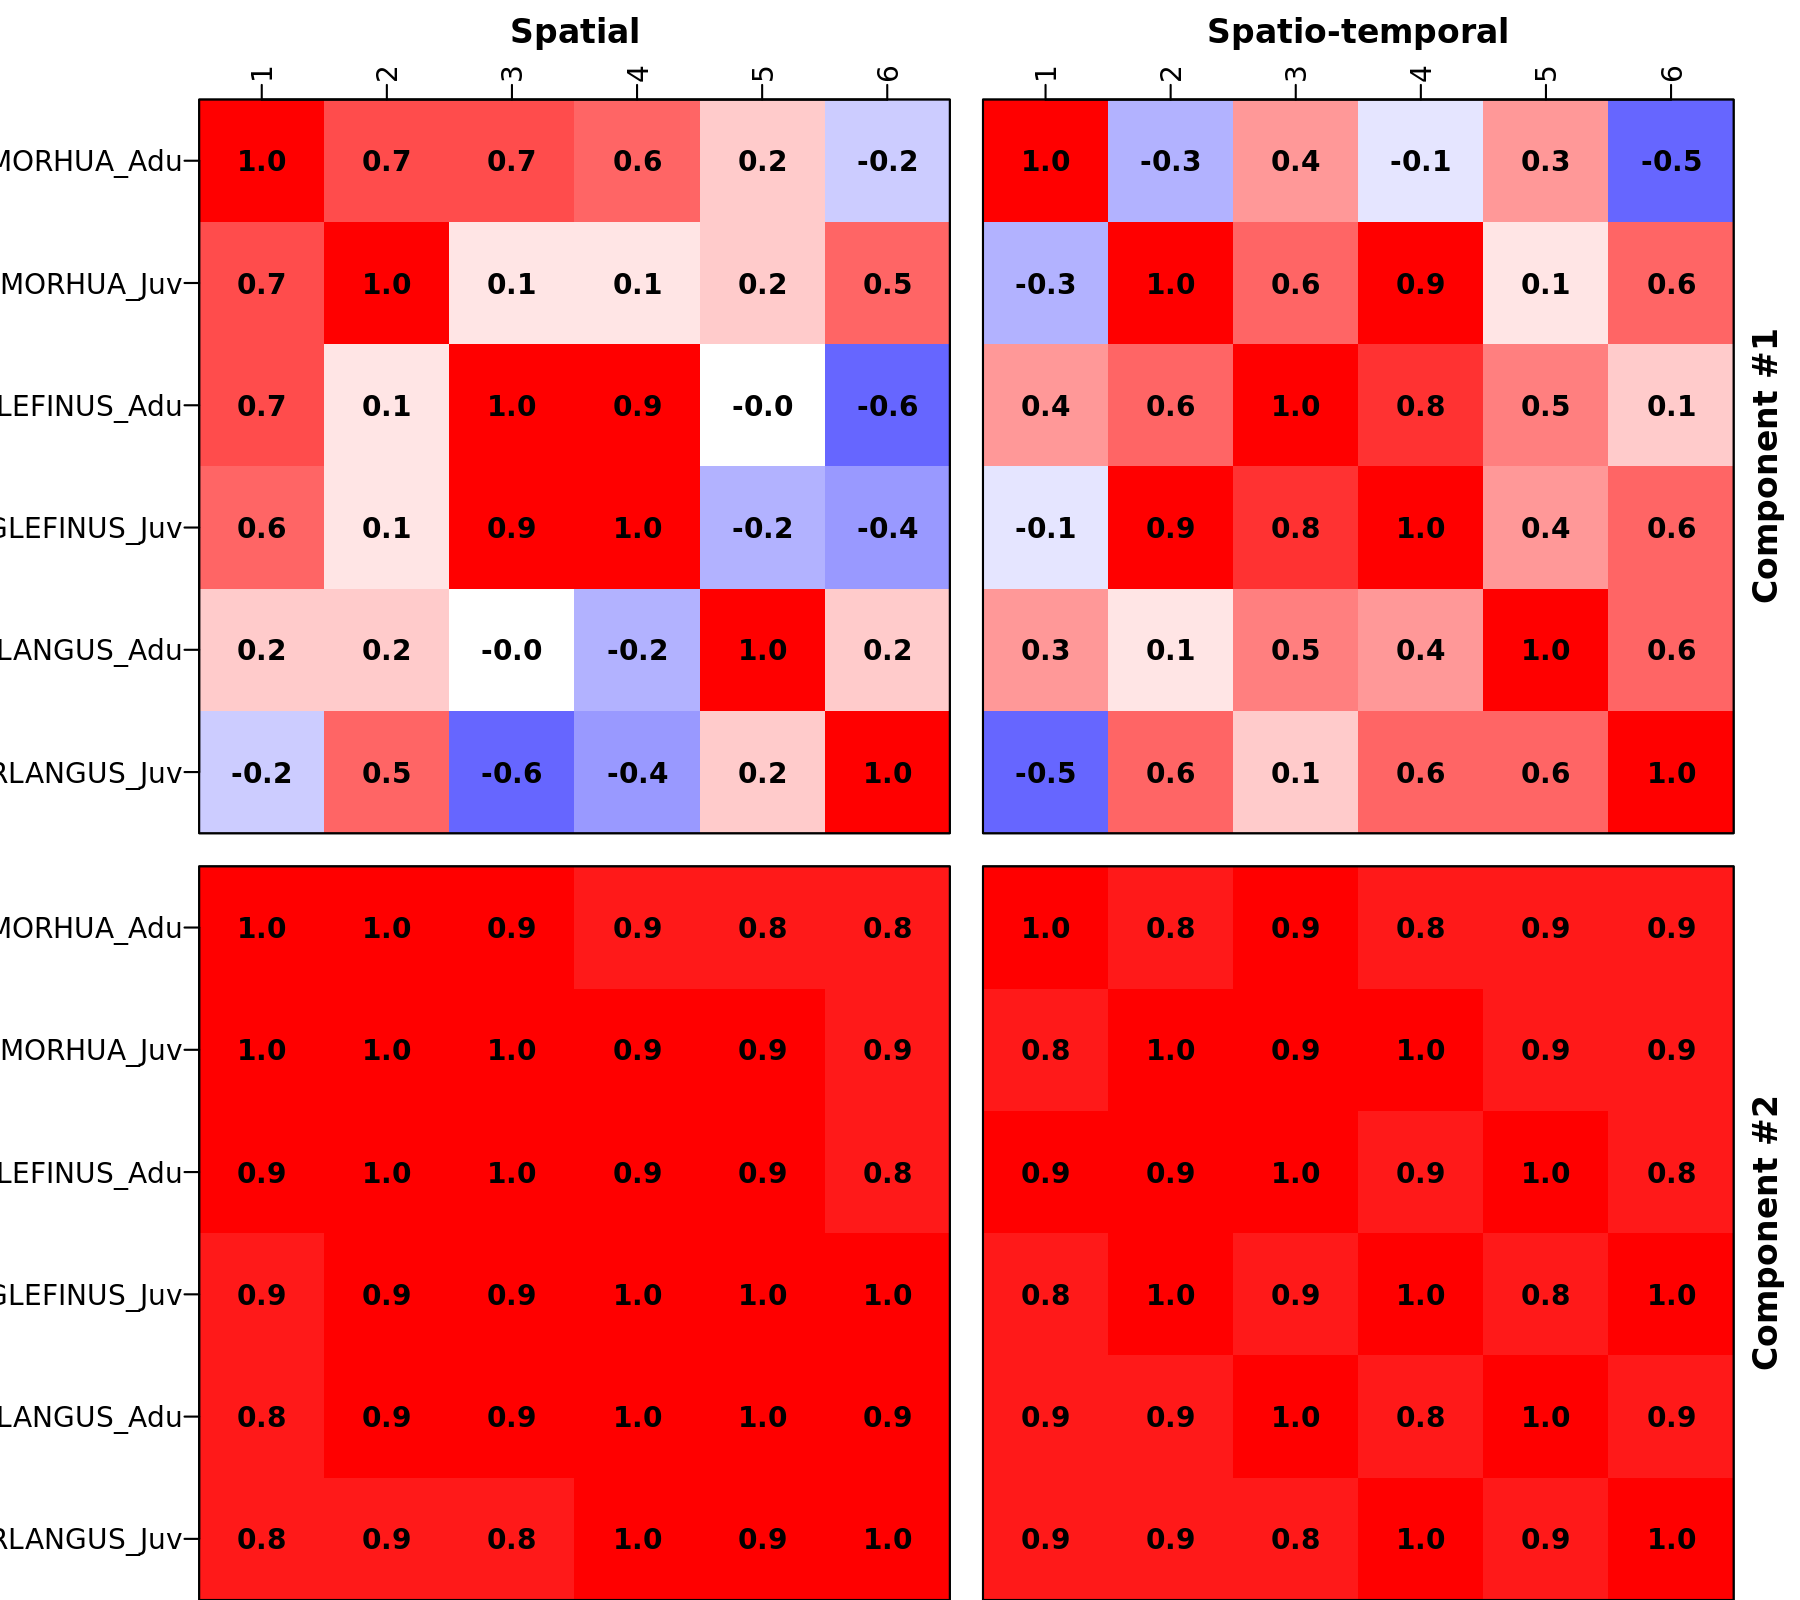 Spatial Spatio-temporal
1 2 3 4 5 6 1 2 3 4 5 6
MORHUA_Adu 1.0 0.7 0.7 0.6 0.2 -0.2 1.0 -0.3 0.4 -0.1 0.3 -0.5
MORHUA_Juv 0.7 1.0 0.1 0.1 0.2 0.5 -0.3 1.0 0.6 0.9 0.1 0.6
LEFINUS_Adu 0.7 0.1 1.0 0.9 -0.0 -0.6 0.4 0.6 1.0 0.8 0.5 0.1
GLEFINUS_Juv 0.6 0.1 0.9 1.0 -0.2 -0.4 -0.1 0.9 0.8 1.0 0.4 0.6
LANGUS_Adu 0.2 0.2 -0.0 -0.2 1.0 0.2 0.3 0.1 0.5 0.4 1.0 0.6
RLANGUS_Juv -0.2 0.5 -0.6 -0.4 0.2 1.0 -0.5 0.6 0.1 0.6 0.6 1.0
Component #1
MORHUA_Adu 1.0 1.0 0.9 0.9 0.8 0.8 1.0 0.8 0.9 0.8 0.9 0.9
MORHUA_Juv 1.0 1.0 1.0 0.9 0.9 0.9 0.8 1.0 0.9 1.0 0.9 0.9
LEFINUS_Adu 0.9 1.0 1.0 0.9 0.9 0.8 0.9 0.9 1.0 0.9 1.0 0.8
GLEFINUS_Juv 0.9 0.9 0.9 1.0 1.0 1.0 0.8 1.0 0.9 1.0 0.8 1.0
LANGUS_Adu 0.8 0.9 0.9 1.0 1.0 0.9 0.9 0.9 1.0 0.8 1.0 0.9
RLANGUS_Juv 0.8 0.9 0.8 1.0 0.9 1.0 0.9 0.9 0.8 1.0 0.9 1.0
Component #2